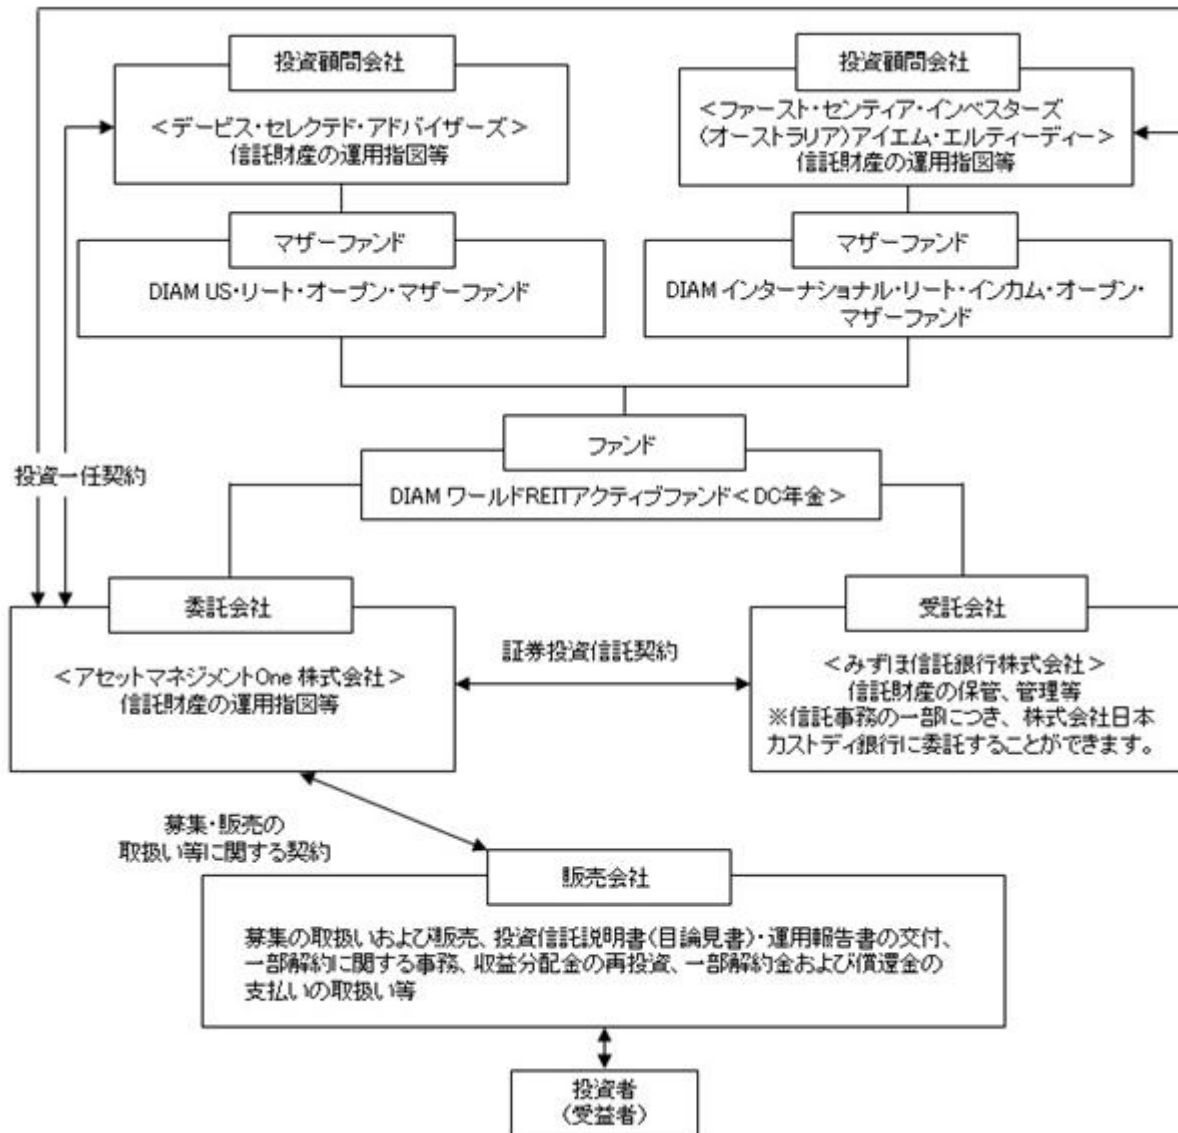 投資顧問会社
＜デービス・セレクテド・アドバイザーズ＞
信託財産の運用指図等
投資顧問会社
＜ファースト・センティア・インベスターズ
（オーストラリア）アイエム・エルティーディー＞
信託財産の運用指図等
マザーファンド
DIAM US・リート・オープン・マザーファンド
マザーファンド
DIAM インターナショナル・リート・インカム・オープン・
マザーファンド
ファンド
DIAM ワールドREITアクティブファンド＜DC年金＞
投資一任契約
委託会社
＜アセットマネジメントOne 株式会社＞
信託財産の運用指図等
証券投資信託契約
受託会社
＜みずほ信託銀行株式会社＞
信託財産の保管、管理等
※信託事務の一部につき、株式会社日本
カストディ銀行に委託することができます。
募集・販売の
取扱い等に関する契約
販売会社
募集の取扱いおよび販売、投資信託説明書（目論見書）・運用報告書の交付、
一部解約に関する事務、収益分配金の再投資、一部解約金および償還金の
支払いの取扱い等
投資者
（受益者）